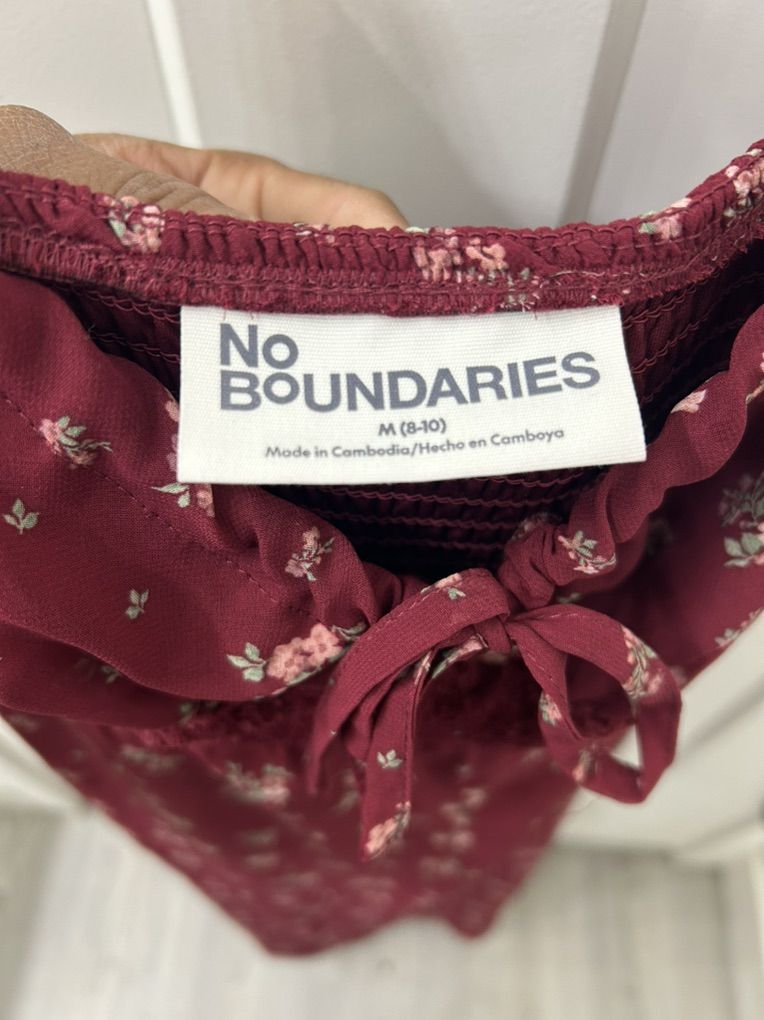 No
BoUNDARIES
M (8-10)
Made in Cambodia/Hecho en Camboya